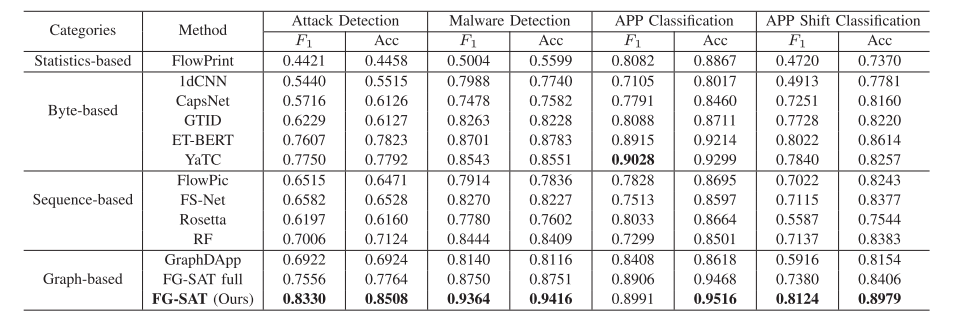 Categories Method Attack Detection Malware Detection APP Classification APP Shift Classification
F1 Acc F1 Acc F1 Acc F1 Acc
Statistics-based FlowPrint 0.4421 0.4458 0.5004 0.5599 0.8082 0.8867 0.4720 0.7370
Byte-based 1dCNN 0.5440 0.5515 0.7988 0.7740 0.7105 0.8017 0.4913 0.7781
CapsNet 0.5716 0.6126 0.7478 0.7582 0.7791 0.8460 0.7251 0.8160
GTID 0.6229 0.6127 0.8263 0.8228 0.8088 0.8711 0.7728 0.8220
ET-BERT 0.7607 0.7823 0.8701 0.8783 0.8915 0.9214 0.8022 0.8614
YaTC 0.7750 0.7792 0.8543 0.8551 0.9028 0.9299 0.7840 0.8257
Sequence-based FlowPic 0.6515 0.6471 0.7914 0.7836 0.7828 0.8695 0.7022 0.8243
FS-Net 0.6582 0.6528 0.8270 0.8227 0.7513 0.8597 0.7115 0.8377
Rosetta 0.6197 0.6160 0.7780 0.7602 0.8033 0.8664 0.5587 0.7544
RF 0.7006 0.7124 0.8444 0.8409 0.7299 0.8501 0.7137 0.8383
Graph-based GraphDApp 0.6922 0.6924 0.8140 0.8116 0.8408 0.8618 0.5916 0.8154
FG-SAT full 0.7556 0.7764 0.8750 0.8751 0.8906 0.9468 0.7380 0.8406
FG-SAT (Ours) 0.8330 0.8508 0.9364 0.9416 0.8991 0.9516 0.8124 0.8979